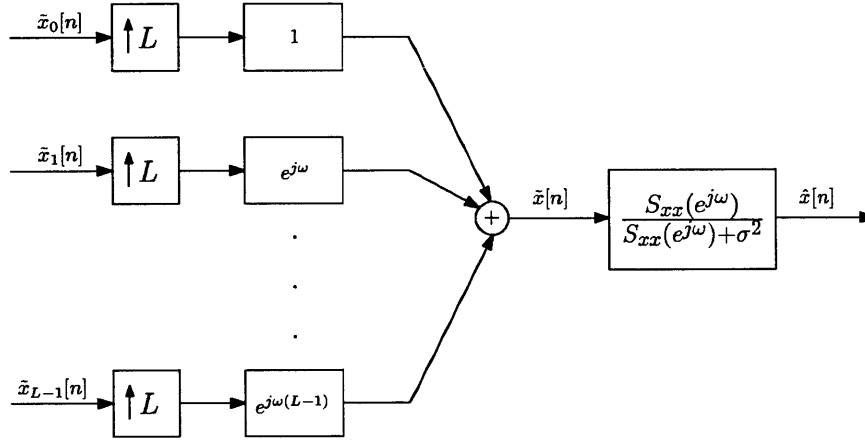 x̃₀[n]
↑L
1
x̃₁[n]
↑L
e^{jω}
+
x̃[n]
S_{xx}(e^{jω})
S_{xx}(e^{jω})+σ²
x̂[n]
x̃_{L−1}[n]
↑L
e^{jω(L−1)}